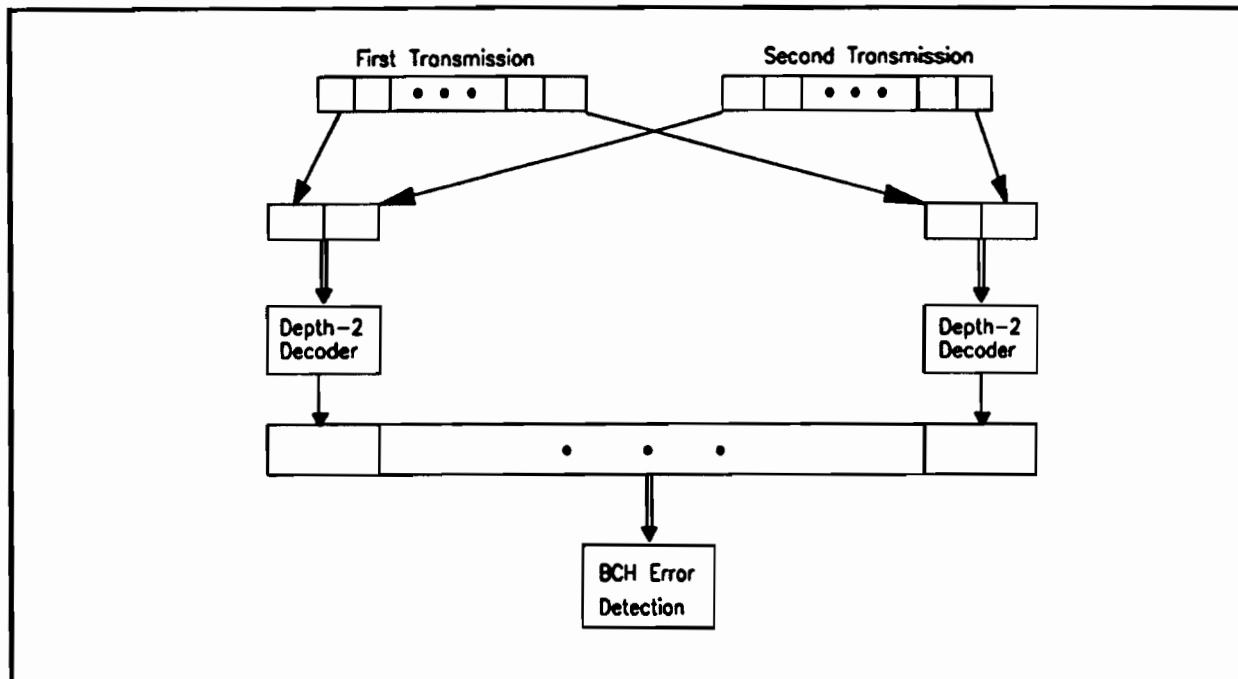 First Transmission
Second Transmission
Depth-2
Decoder
Depth-2
Decoder
BCH Error
Detection